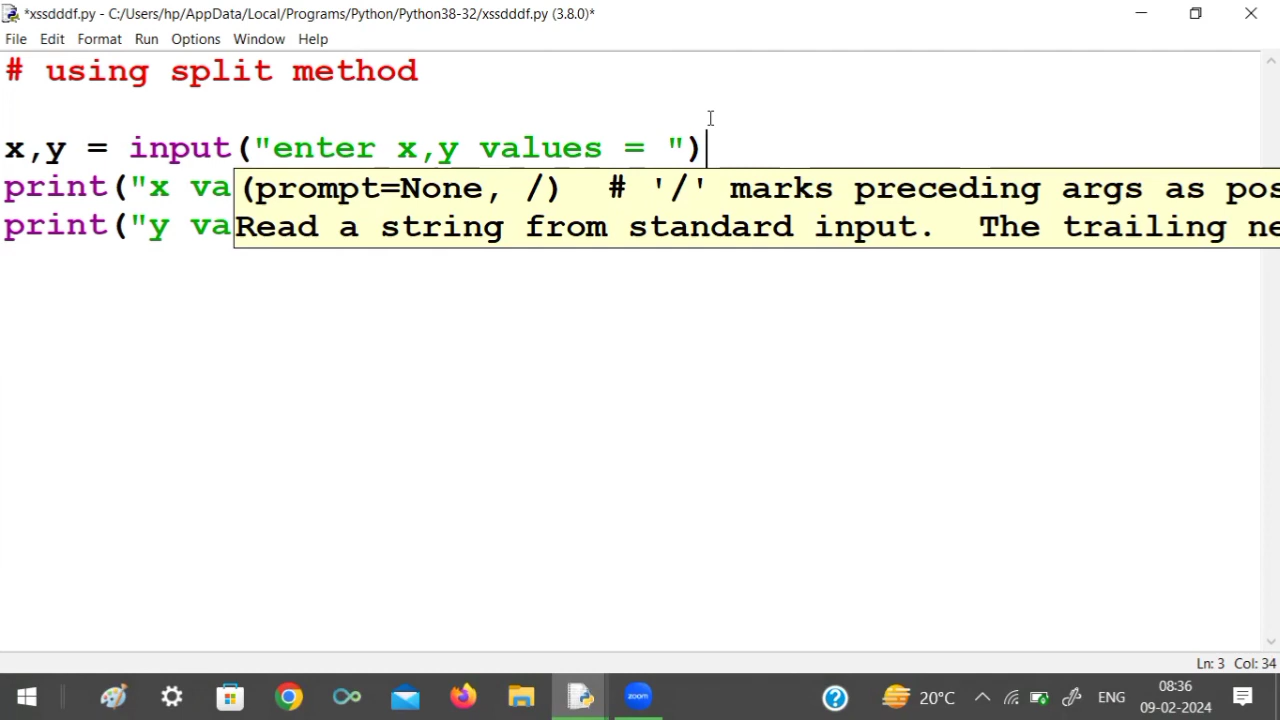 *xssdddf.py - C:/Users/hp/AppData/Local/Programs/Python/Python38-32/xssdddf.py (3.8.0)*
File Edit Format Run Options Window Help
# using split method
x,y = input("enter x,y values = ")
print("x va
(prompt=None, /)  # '/' marks preceding args as pos
print("y va
Read a string from standard input.  The trailing ne
Ln: 3 Col: 34
zoom
20°C
ENG
08:36
09-02-2024